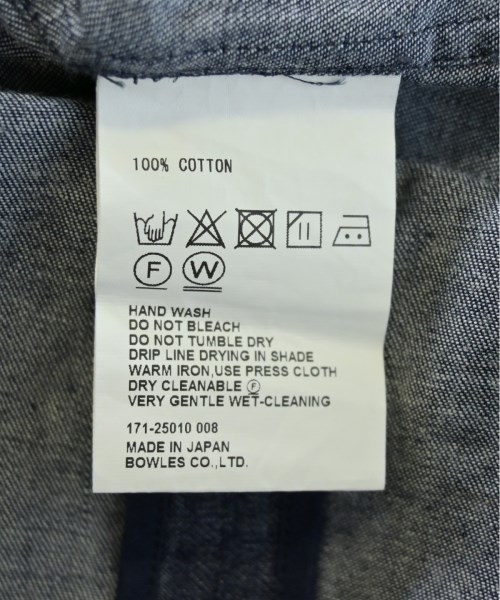 100% COTTON
F W
HAND WASH
DO NOT BLEACH
DO NOT TUMBLE DRY
DRIP LINE DRYING IN SHADE
WARM IRON,USE PRESS CLOTH
DRY CLEANABLE Ⓕ
VERY GENTLE WET-CLEANING
171-25010 008
MADE IN JAPAN
BOWLES CO.,LTD.